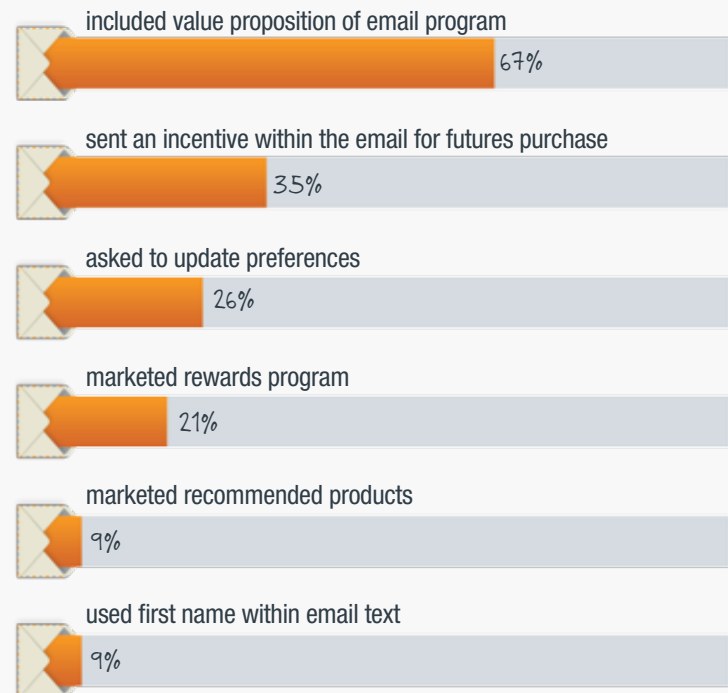 included value proposition of email program
67%
sent an incentive within the email for futures purchase
35%
asked to update preferences
26%
marketed rewards program
21%
marketed recommended products
9%
used first name within email text
9%